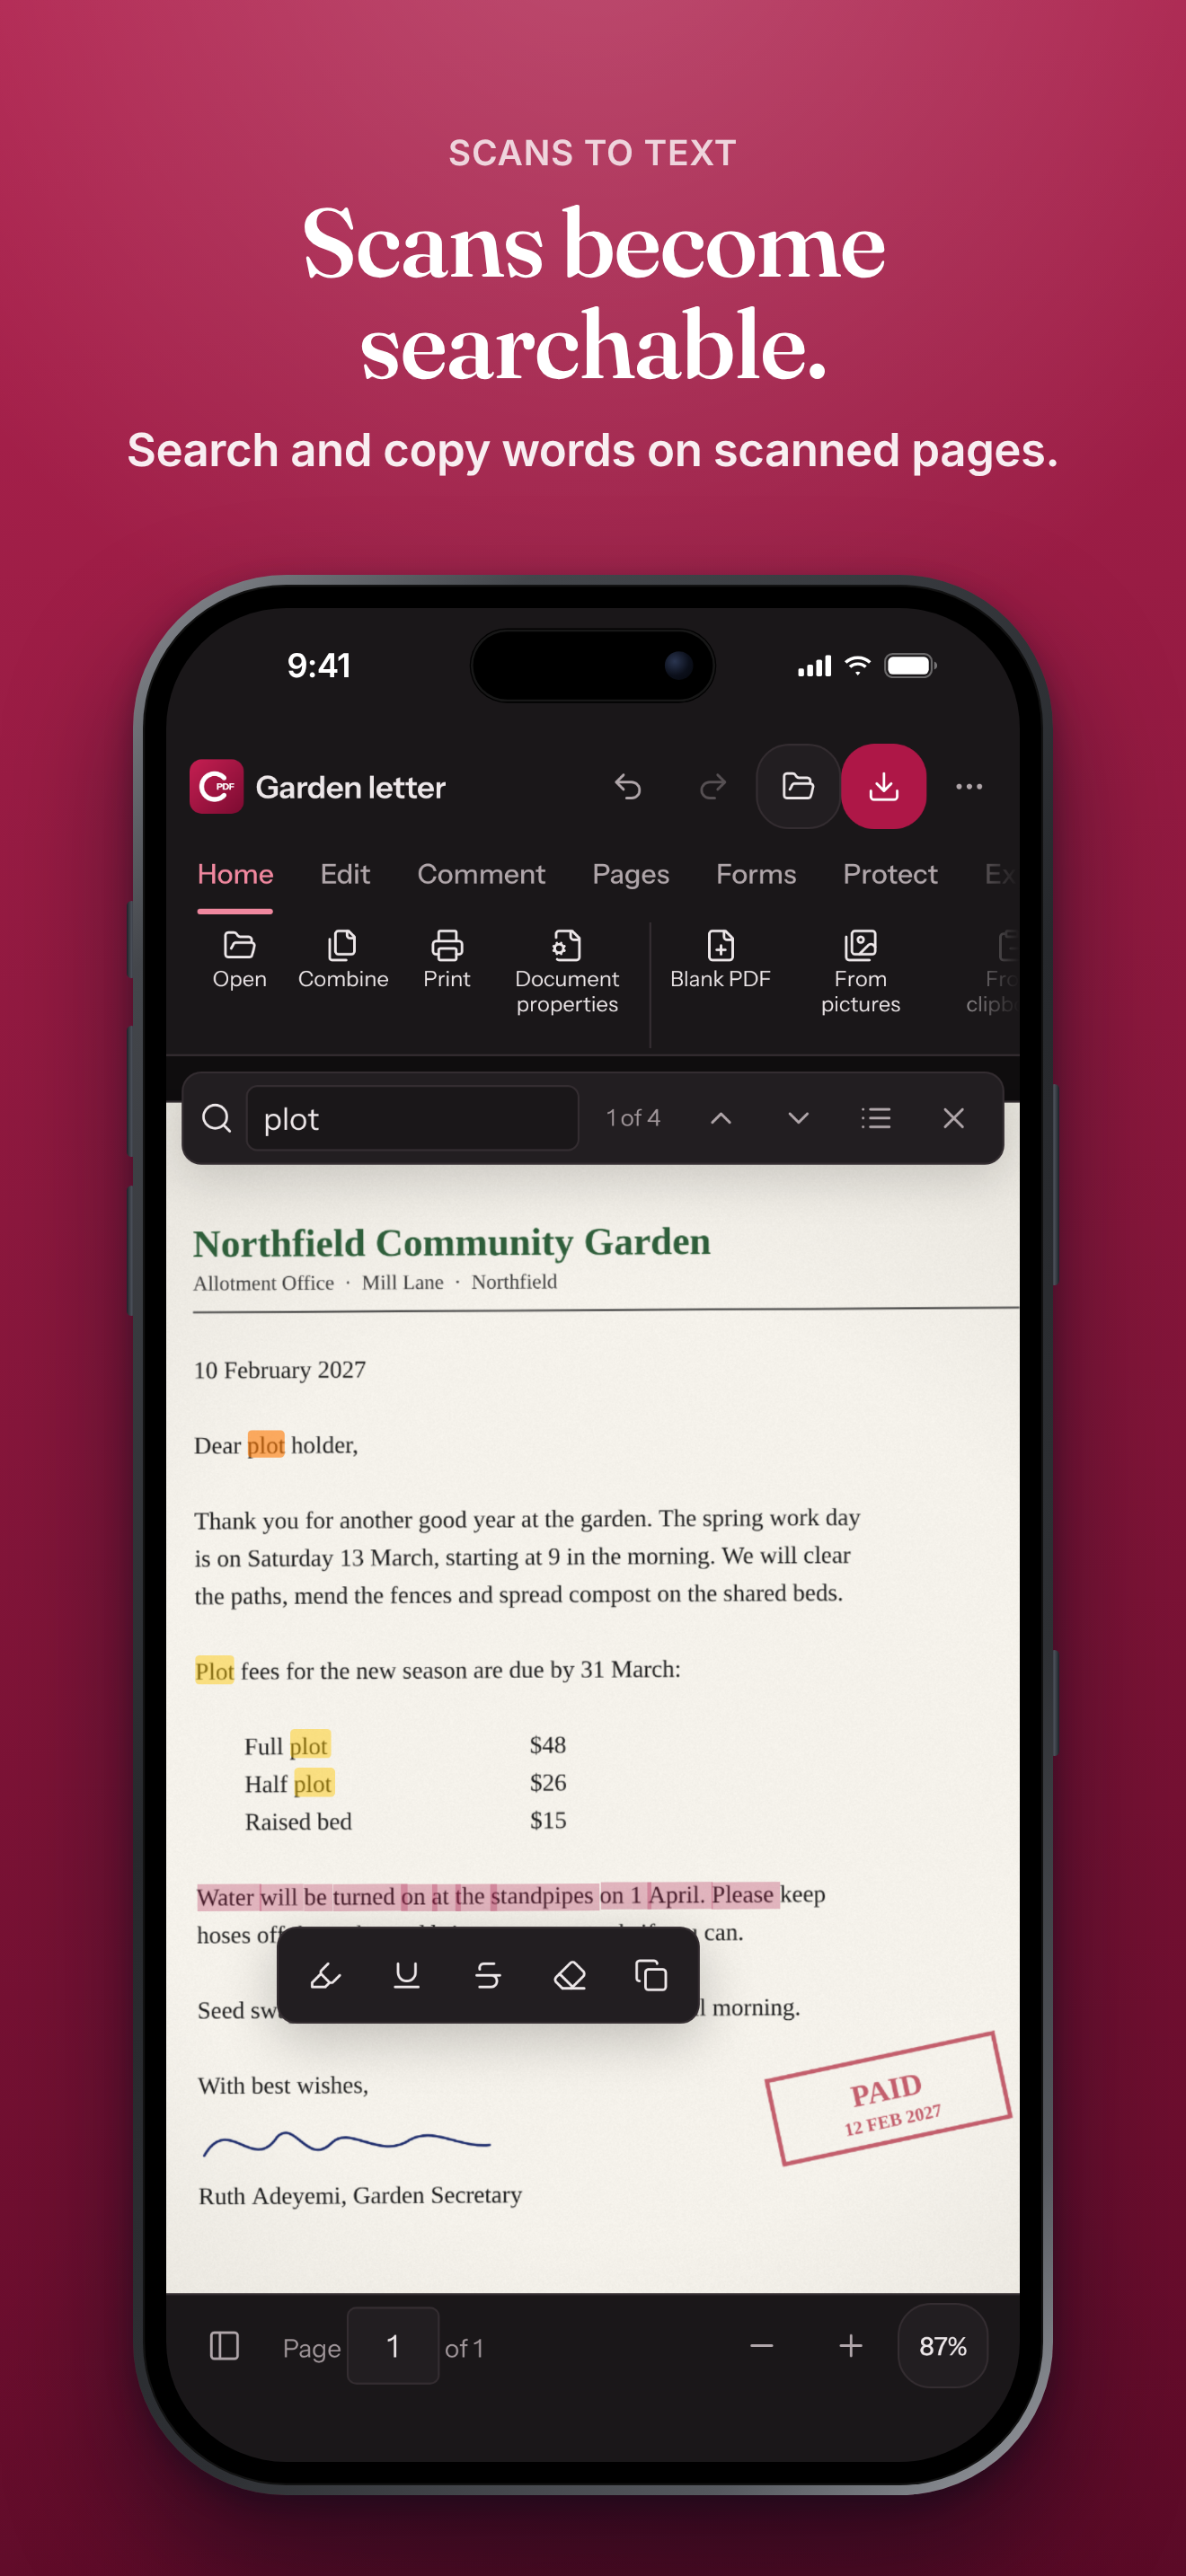 SCANS TO TEXT
Scans become
searchable.
Search and copy words on scanned pages.
9:41
PDF
Garden letter
Home Edit Comment Pages Forms Protect Ex
Open Combine Print Document properties Blank PDF From pictures
plot 1 of 4
Northfield Community Garden
Allotment Office · Mill Lane · Northfield
10 February 2027
Dear plot holder,
Thank you for another good year at the garden. The spring work day
is on Saturday 13 March, starting at 9 in the morning. We will clear
the paths, mend the fences and spread compost on the shared beds.
Plot fees for the new season are due by 31 March:
Full plot $48
Half plot $26
Raised bed $15
Water will be turned on at the standpipes on 1 April. Please keep
hoses off can.
Seed morning.
With best wishes,
PAID
12 FEB 2027
Ruth Adeyemi, Garden Secretary
Page 1 of 1 87%